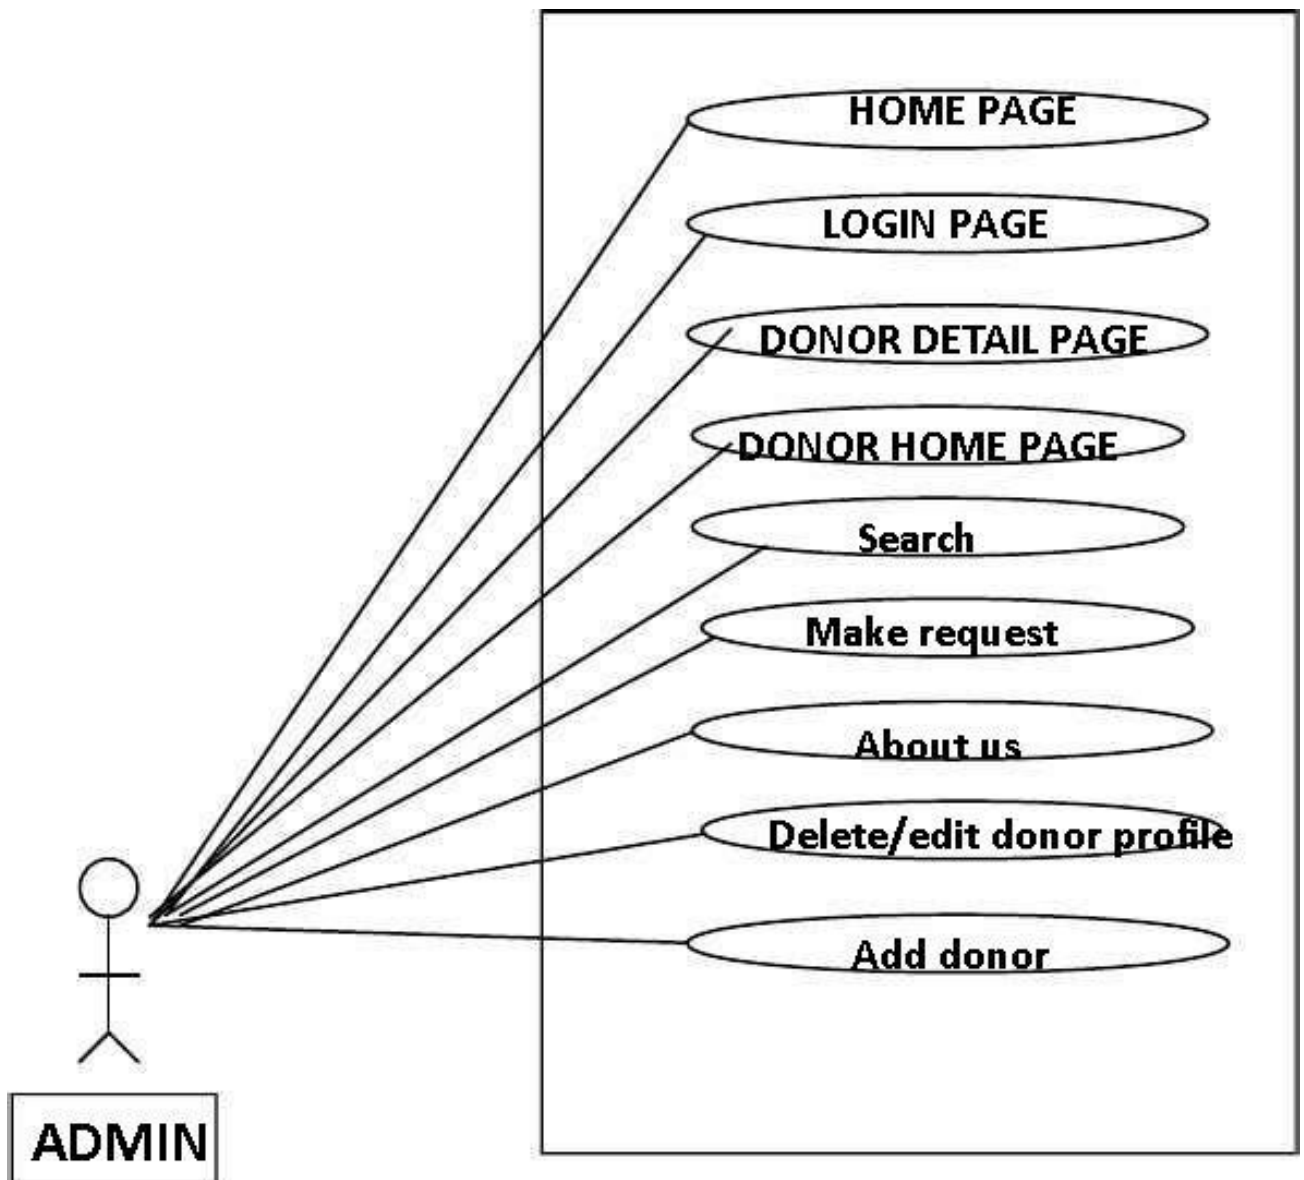 HOME PAGE
LOGIN PAGE
DONOR DETAIL PAGE
DONOR HOME PAGE
Search
Make request
About us
Delete/edit donor profile
Add donor
ADMIN